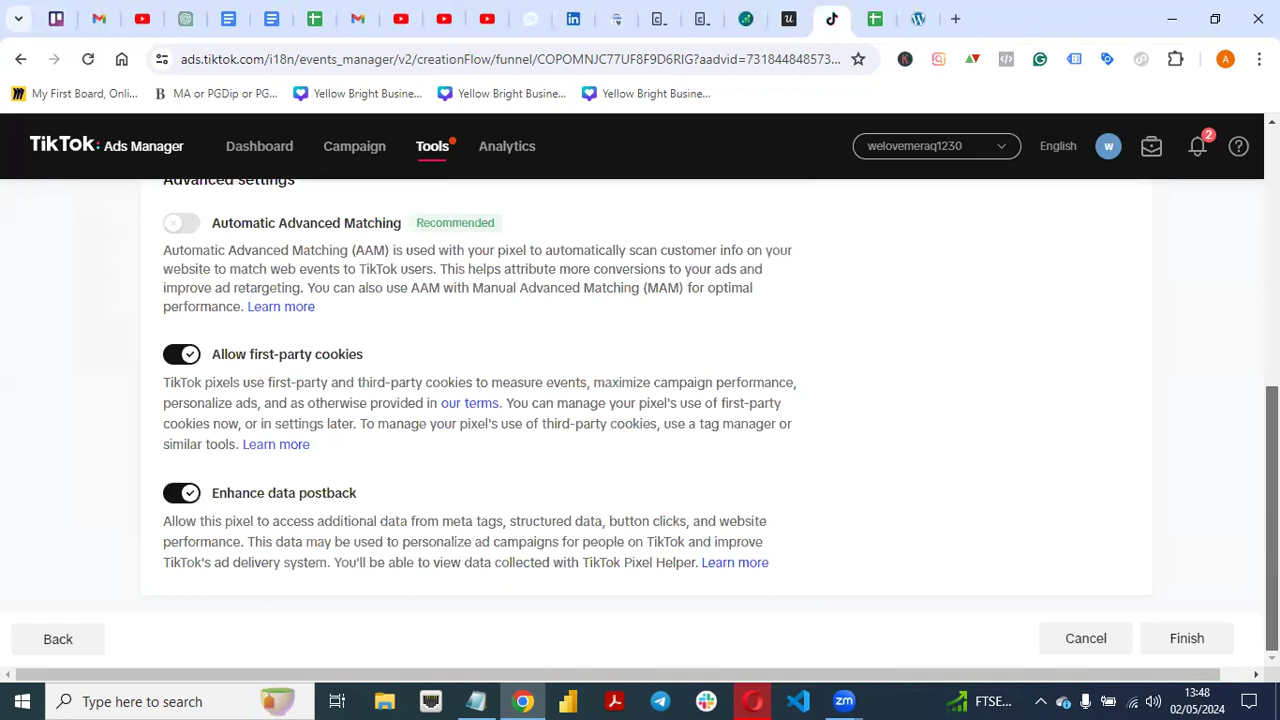 ads.tiktok.com/i18n/events_manager/v2/creationFlow/funnel/COPOMNJC77UF8F9D6RIG?aadvid=731844848573...
My First Board, Onli...
MA or PGDip or PG...
Yellow Bright Busine...
Yellow Bright Busine...
Yellow Bright Busine...
TikTok: Ads Manager
Dashboard
Campaign
Tools
Analytics
welovemeraq1230
English
w
2
Advanced settings
Automatic Advanced Matching Recommended
Automatic Advanced Matching (AAM) is used with your pixel to automatically scan customer info on your
website to match web events to TikTok users. This helps attribute more conversions to your ads and
improve ad retargeting. You can also use AAM with Manual Advanced Matching (MAM) for optimal
performance. Learn more
Allow first-party cookies
TikTok pixels use first-party and third-party cookies to measure events, maximize campaign performance,
personalize ads, and as otherwise provided in our terms. You can manage your pixel's use of first-party
cookies now, or in settings later. To manage your pixel's use of third-party cookies, use a tag manager or
similar tools. Learn more
Enhance data postback
Allow this pixel to access additional data from meta tags, structured data, button clicks, and website
performance. This data may be used to personalize ad campaigns for people on TikTok and improve
TikTok's ad delivery system. You'll be able to view data collected with TikTok Pixel Helper. Learn more
Back
Cancel
Finish
Type here to search
zm
FTSE...
13:48
02/05/2024